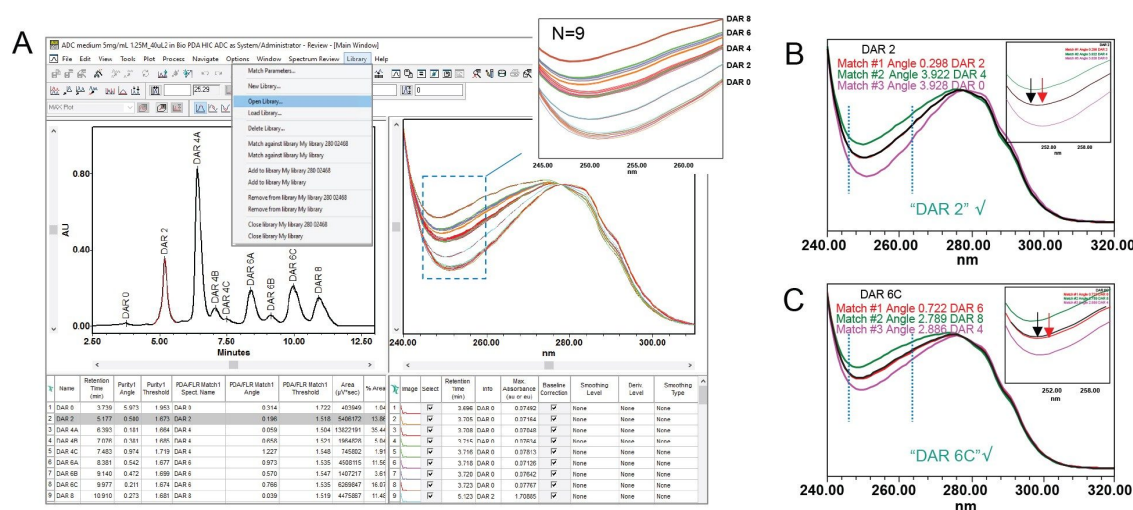 A
ADC medium 5mg/mL 1.25M_40uL2 in Bio PDA HIC ADC as System/Administrator - Review - [Main Window]
File Edit View Tools Plot Process Navigate Options Window Spectrum Review Library Help
25.29
MAX Plot
Match Parameters...
New Library...
Open Library...
Load Library...
Delete Library...
Match against library My library 280 02468
Match against library My library
Add to library My library 280 02468
Add to library My library
Remove from library My library 280 02468
Remove from library My library
Close library My library 280 02468
Close library My library
AU
0.80
0.40
0.00
DAR 0
DAR 2
DAR 4A
DAR 4B
DAR 4C
DAR 6A
DAR 6B
DAR 6C
DAR 8
2.50 5.00 7.50 10.00 12.50
Minutes
N=9
DAR 8
DAR 6
DAR 4
DAR 2
DAR 0
245.00 250.00 255.00 260.00
nm
240.00 260.00 280.00 300.00
nm
Name Retention Time (min) Purity1 Angle Purity1 Threshold PDA/FLR Match1 Spect. Name PDA/FLR Match1 Angle PDA/FLR Match1 Threshold Area (µV*sec) % Area
1 DAR 0 3.739 5.973 1.953 DAR 0 0.314 1.722 403949 1.04
2 DAR 2 5.177 0.580 1.673 DAR 2 0.196 1.518 5406172 13.86
3 DAR 4A 6.393 0.181 1.684 DAR 4 0.059 1.504 13822191 35.44
4 DAR 4B 7.076 0.381 1.685 DAR 4 0.658 1.521 1964828 5.04
5 DAR 4C 7.483 0.974 1.719 DAR 4 1.227 1.548 745802 1.91
6 DAR 6A 8.381 0.542 1.677 DAR 6 0.973 1.535 4508115 11.56
7 DAR 6B 9.140 0.472 1.699 DAR 6 0.570 1.547 1407217 3.61
8 DAR 6C 9.977 0.211 1.674 DAR 6 0.766 1.535 6269847 16.07
9 DAR 8 10.910 0.273 1.681 DAR 8 0.039 1.519 4475897 11.48
Image Select Retention Time (min) Info Max. Absorbance (au or eu) Baseline Correction Smoothing Level Deriv. Level Smoothing Type
1 3.696 DAR 0 0.07492 None None None
2 3.705 DAR 0 0.07164 None None None
3 3.708 DAR 0 0.07048 None None None
4 3.715 DAR 0 0.07634 None None None
5 3.716 DAR 0 0.07813 None None None
6 3.718 DAR 0 0.07126 None None None
7 3.720 DAR 0 0.07642 None None None
8 3.723 DAR 0 0.07767 None None None
9 5.123 DAR 2 1.70885 None None None
B
DAR 2
Match #1 Angle 0.298 DAR 2
Match #2 Angle 3.922 DAR 4
Match #3 Angle 3.928 DAR 0
252.00 258.00
nm
"DAR 2" √
240.00 260.00 280.00 300.00 320.00
nm
C
DAR 6C
Match #1 Angle 0.722 DAR 6
Match #2 Angle 2.789 DAR 8
Match #3 Angle 2.886 DAR 4
252.00 258.00
nm
"DAR 6C" √
240.00 260.00 280.00 300.00 320.00
nm